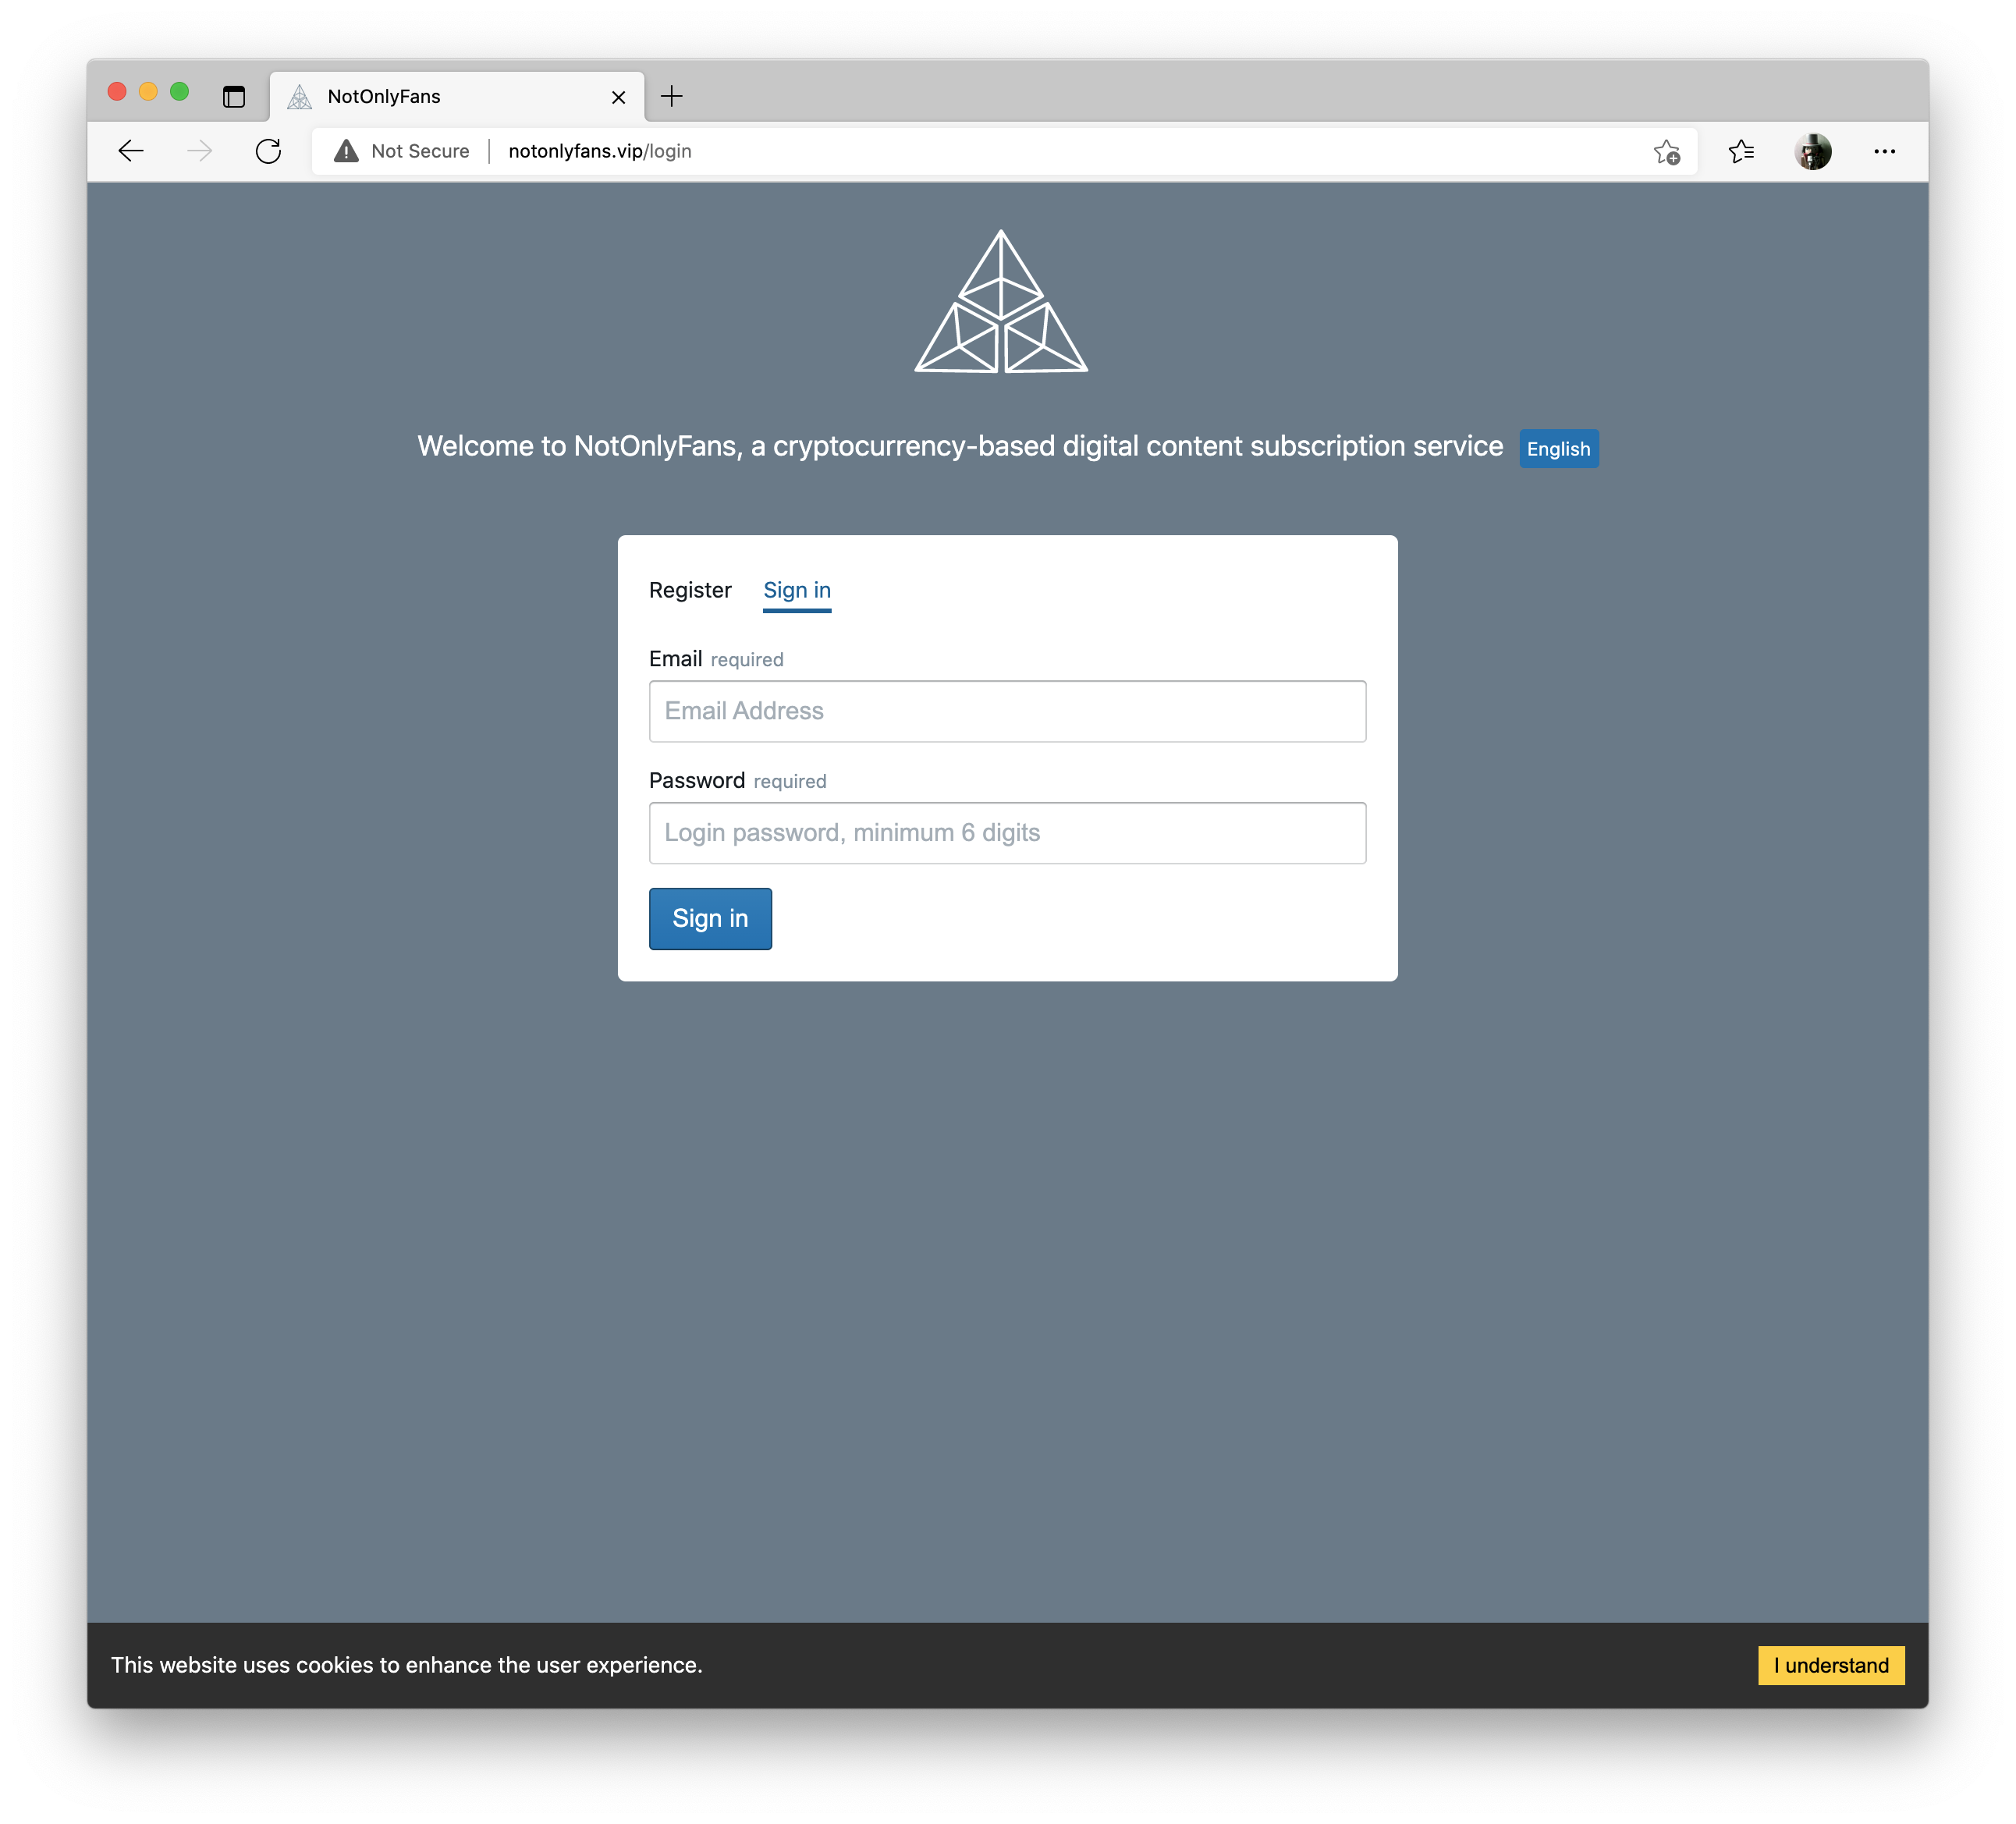 NotOnlyFans
Not Secure notonlyfans.vip/login
Welcome to NotOnlyFans, a cryptocurrency-based digital content subscription service English
Register Sign in
Email required
Email Address
Password required
Login password, minimum 6 digits
Sign in
This website uses cookies to enhance the user experience. I understand